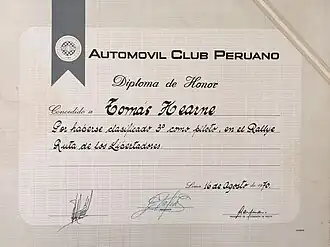 AUTOMOVIL CLUB PERUANO
Diploma de Honor
Concedido a Tomás Hearne
Por haberse clasificado 3º como piloto, en el Rallye
Ruta de los Libertadores.
Lima, 16 de Agosto de 1970